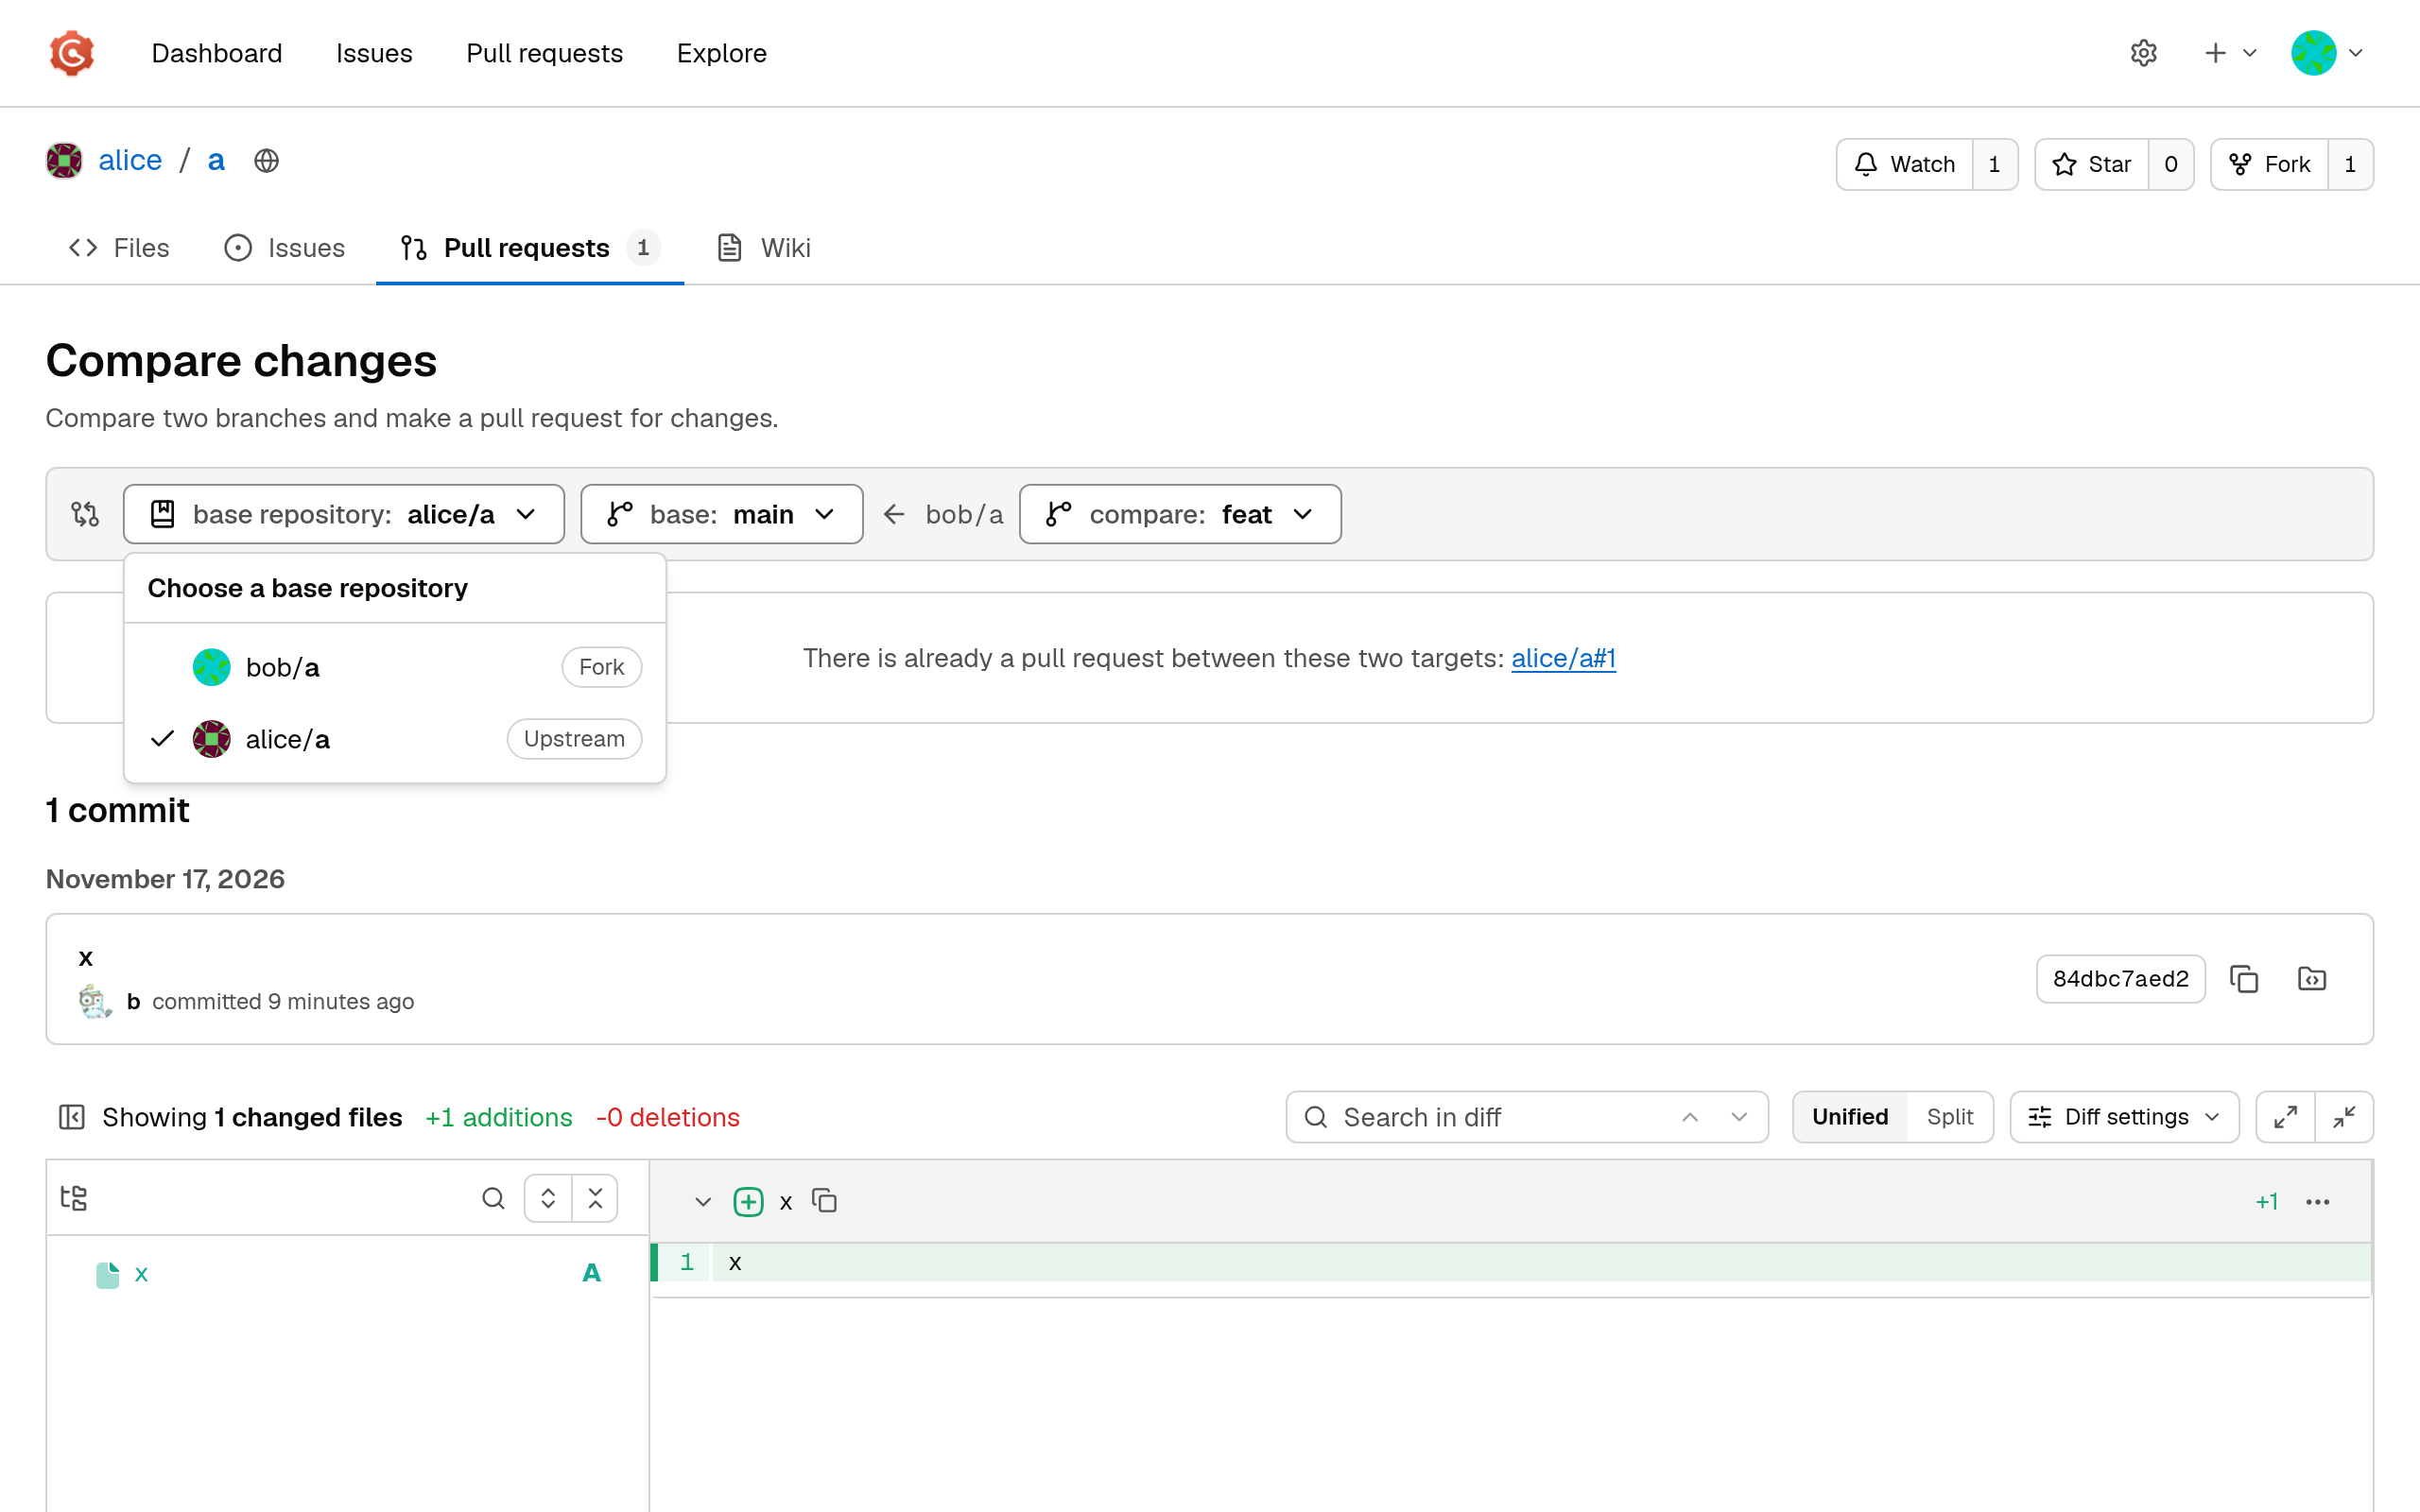 Dashboard Issues Pull requests Explore
alice / a
Watch 1 Star 0 Fork 1
Files Issues Pull requests 1 Wiki
Compare changes
Compare two branches and make a pull request for changes.
base repository: alice/a base: main bob/a compare: feat
Choose a base repository
bob/a Fork
alice/a Upstream
There is already a pull request between these two targets: alice/a#1
1 commit
November 17, 2026
x
b committed 9 minutes ago
84dbc7aed2
Showing 1 changed files +1 additions -0 deletions
Search in diff Unified Split Diff settings
x A
x +1
1 x